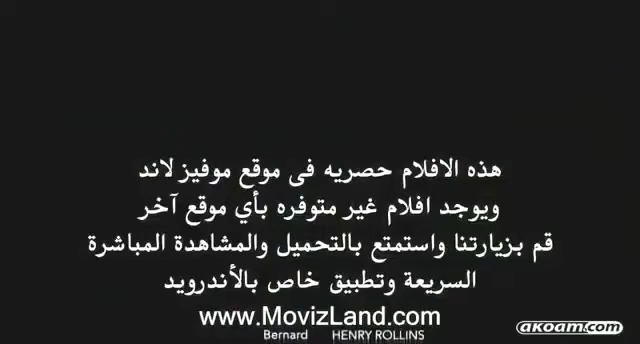 هذه الافلام حصريه فى موقع موفيز لاند
ويوجد افلام غير متوفره بأي موقع آخر
قم بزيارتنا واستمتع بالتحميل والمشاهدة المباشرة
السريعة وتطبيق خاص بالأندرويد
www.MovizLand.com
Bernard HENRY ROLLINS
akoam.com